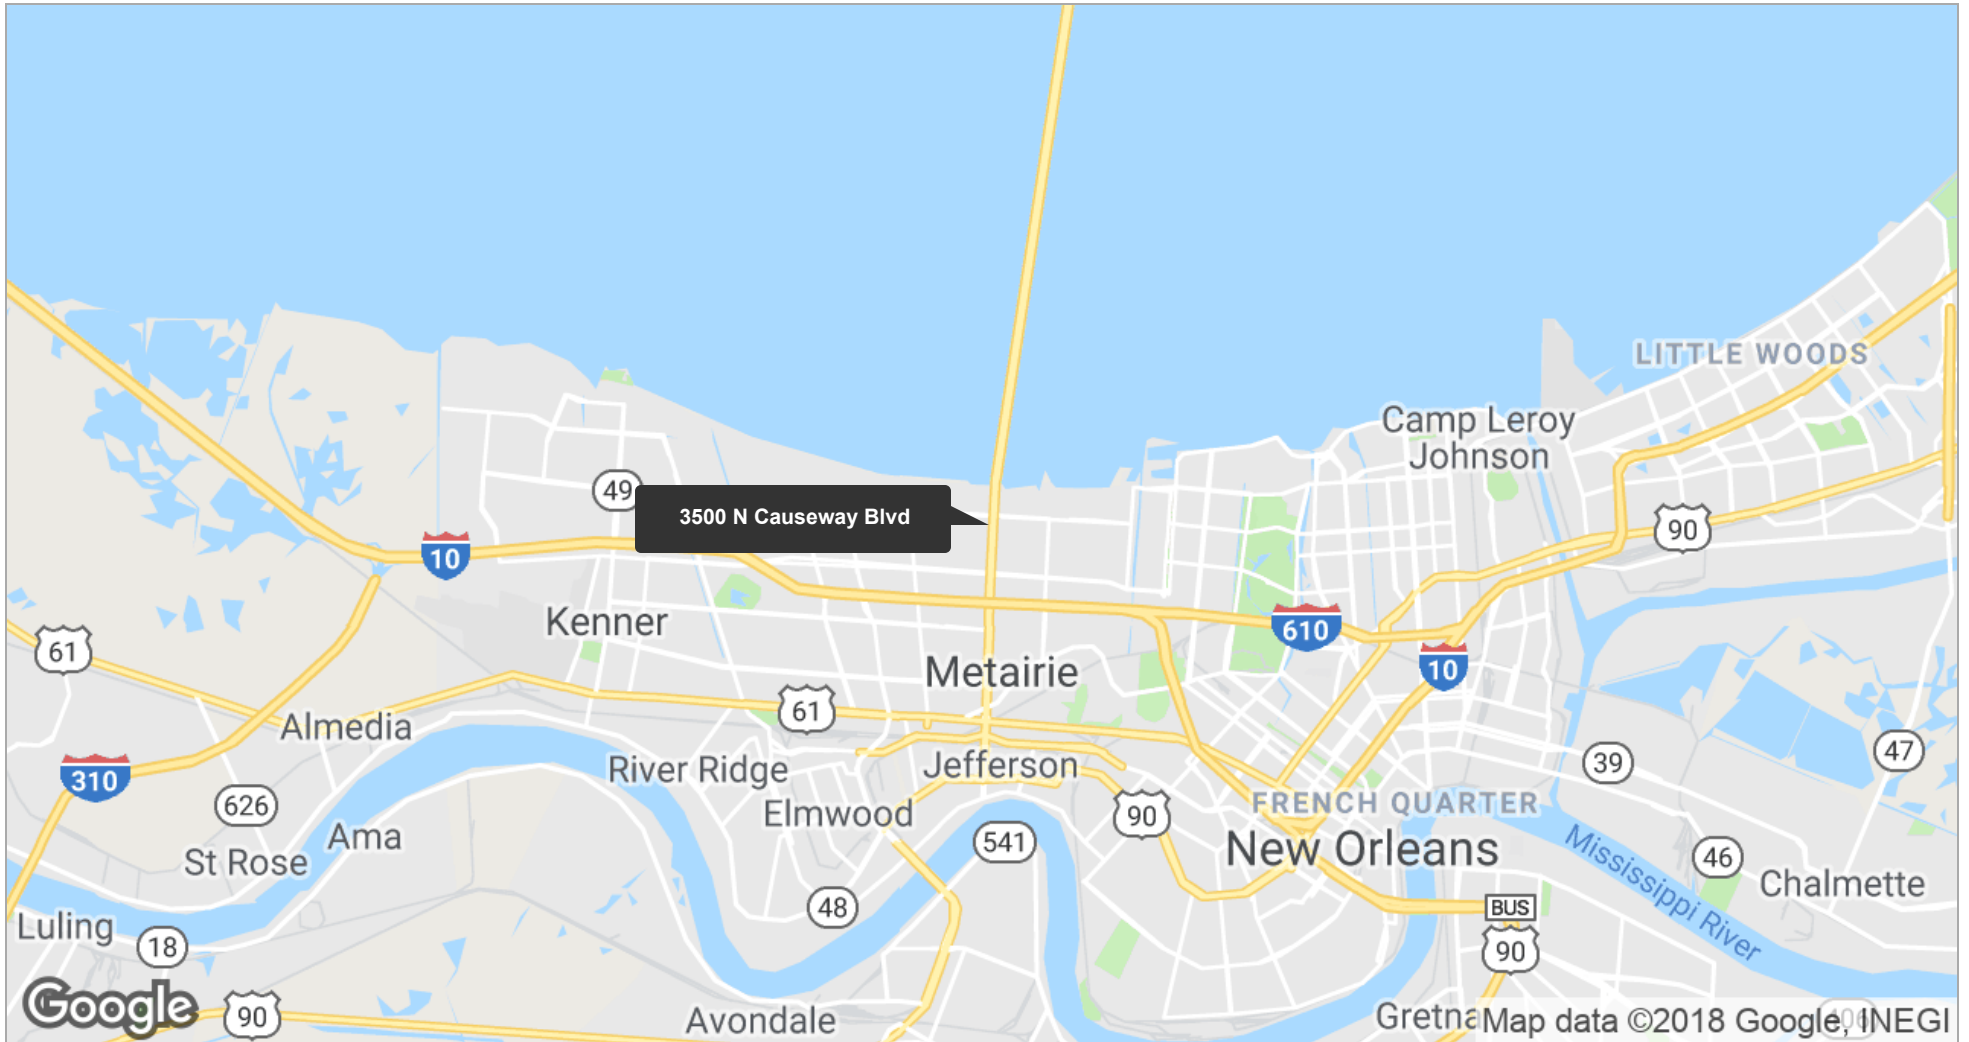 LITTLE WOODS
Camp Leroy
Johnson
49
3500 N Causeway Blvd
90
10
Kenner
610
61
Metairie
10
61
Almedia
47
310
River Ridge
Jefferson
39
626
Elmwood
FRENCH QUARTER
90
Ama
541
New Orleans
St Rose
46
Mississippi River
Chalmette
48
BUS
Luling
18
90
Google
90
Avondale
Gretna
Map data ©2018 Google, INEGI